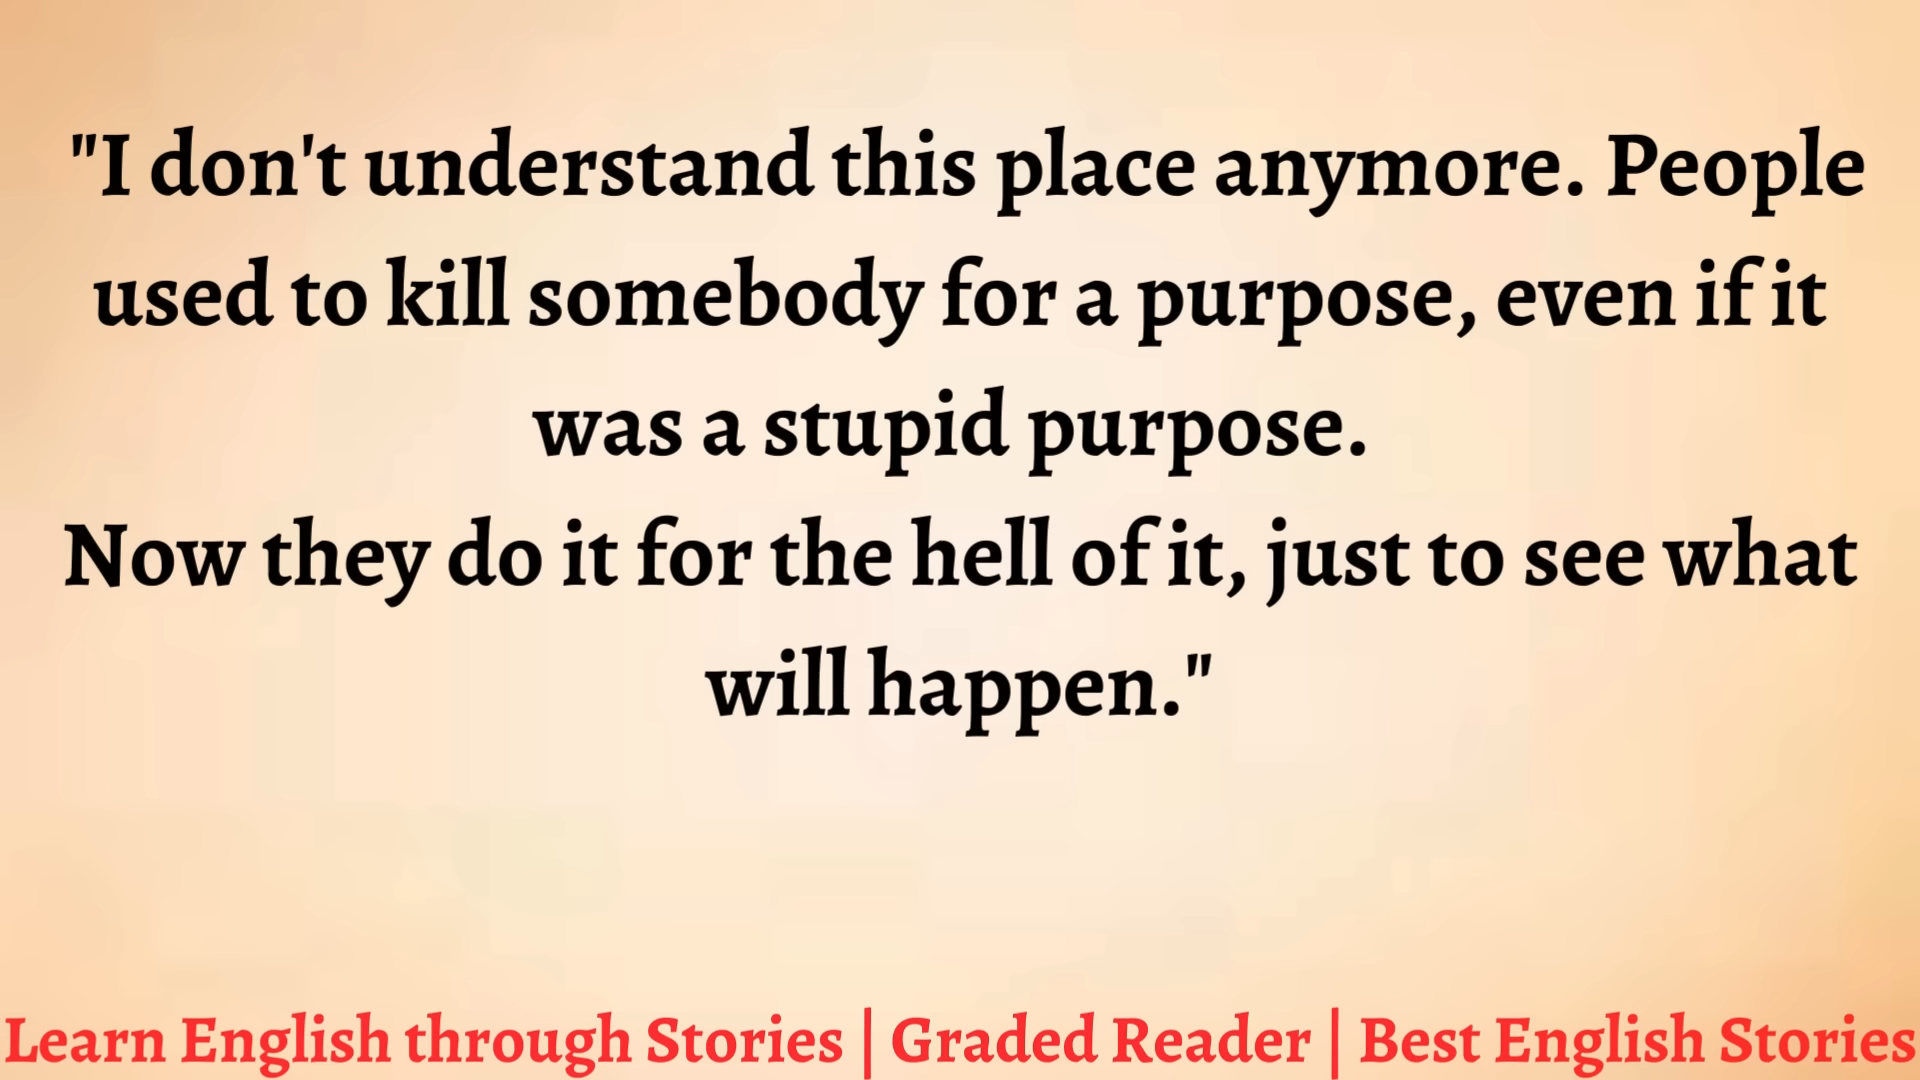 "I don't understand this place anymore. People
used to kill somebody for a purpose, even if it
was a stupid purpose.
Now they do it for the hell of it, just to see what
will happen."
Learn English through Stories | Graded Reader | Best English Stories